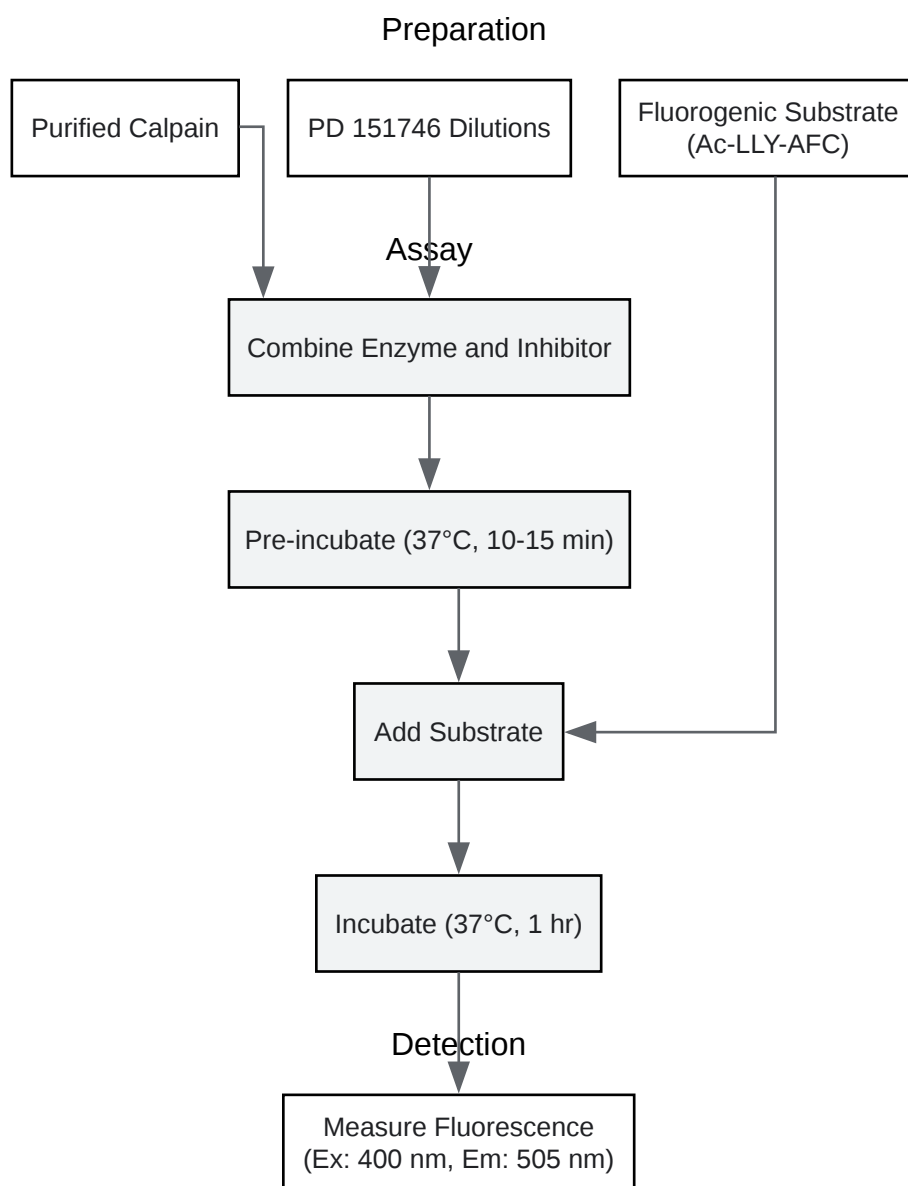 Preparation
Purified Calpain
PD 151746 Dilutions
Fluorogenic Substrate
(Ac-LLY-AFC)
Assay
Combine Enzyme and Inhibitor
Pre-incubate (37°C, 10-15 min)
Add Substrate
Incubate (37°C, 1 hr)
Detection
Measure Fluorescence
(Ex: 400 nm, Em: 505 nm)